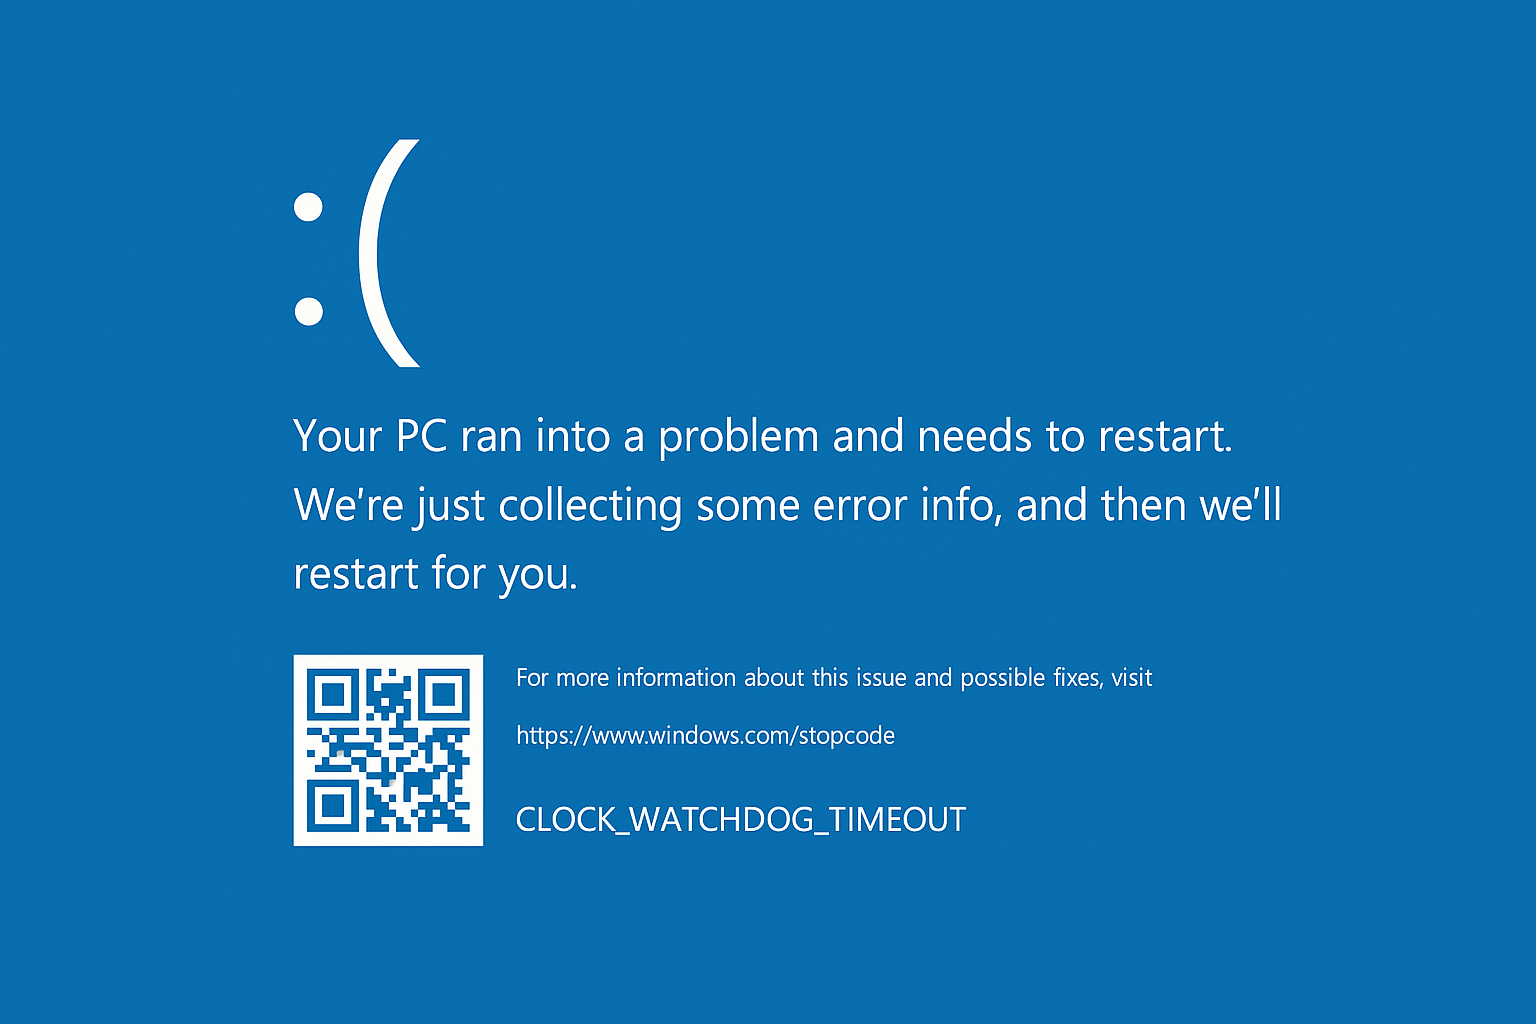 :(
Your PC ran into a problem and needs to restart.
We're just collecting some error info, and then we'll
restart for you.
For more information about this issue and possible fixes, visit
https://www.windows.com/stopcode
CLOCK_WATCHDOG_TIMEOUT